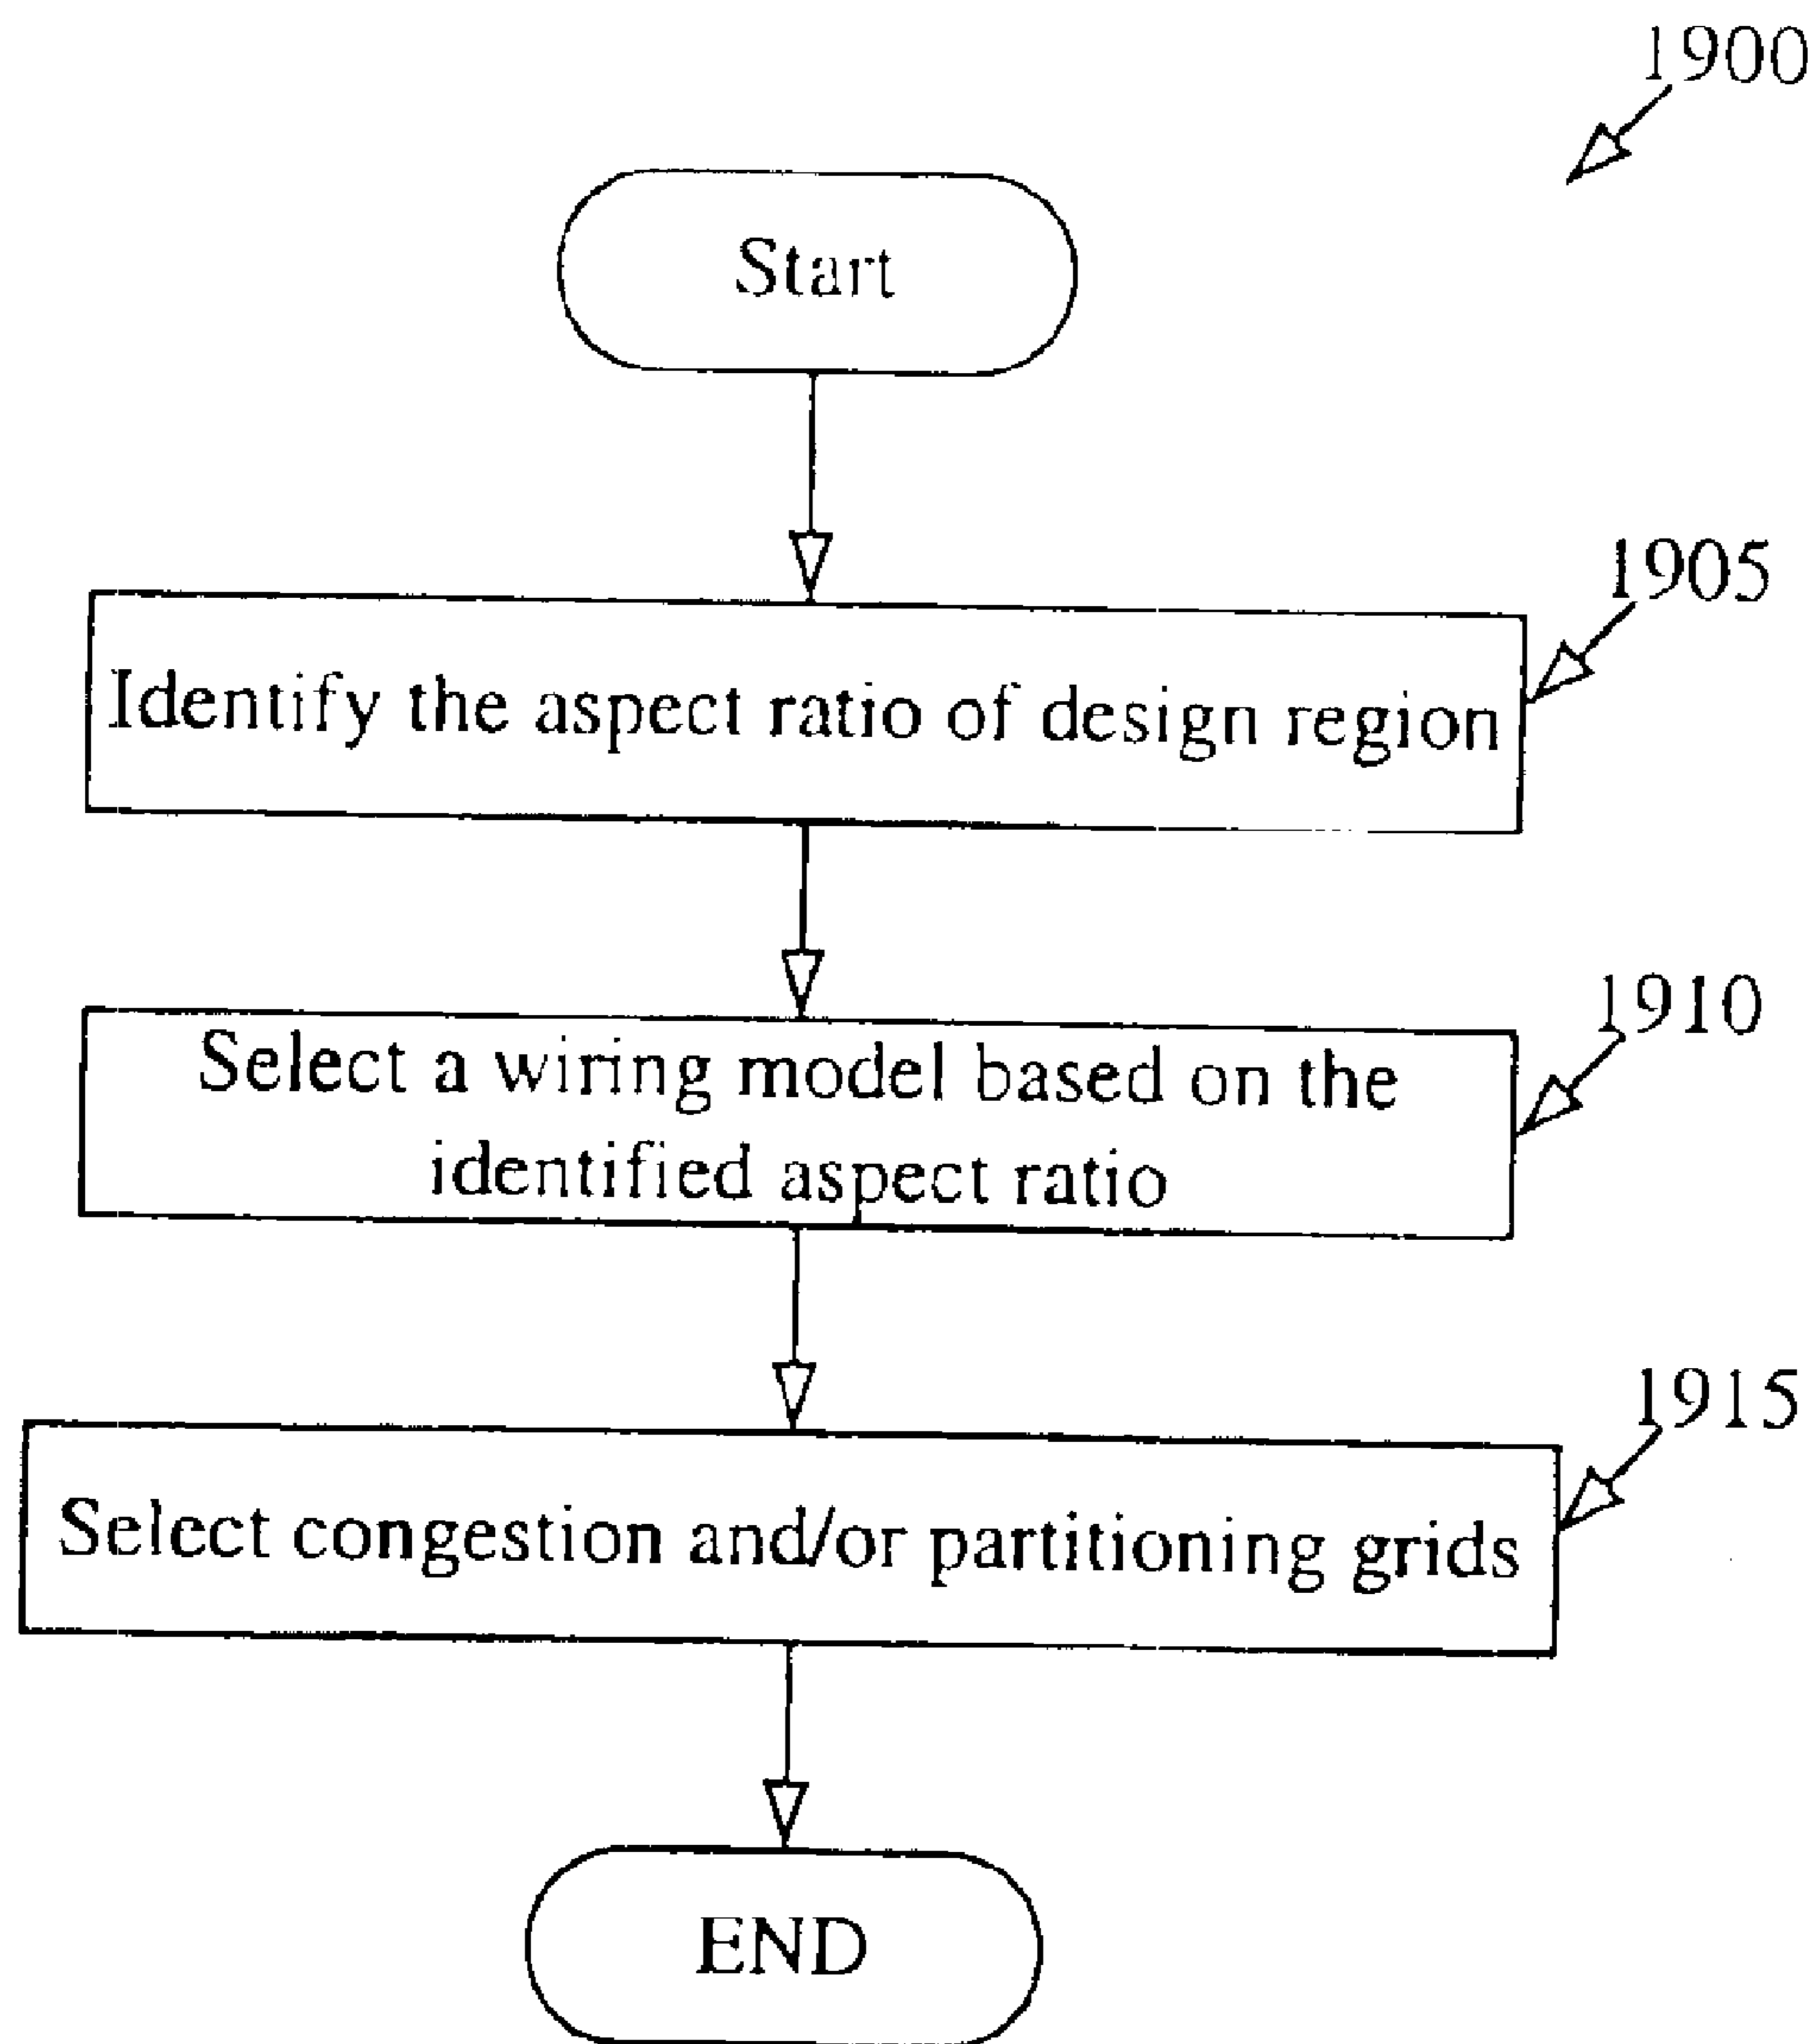 1900
Start
1905
Identify the aspect ratio of design region
1910
Select a wiring model based on the
identified aspect ratio
1915
Select congestion and/or partitioning grids
END